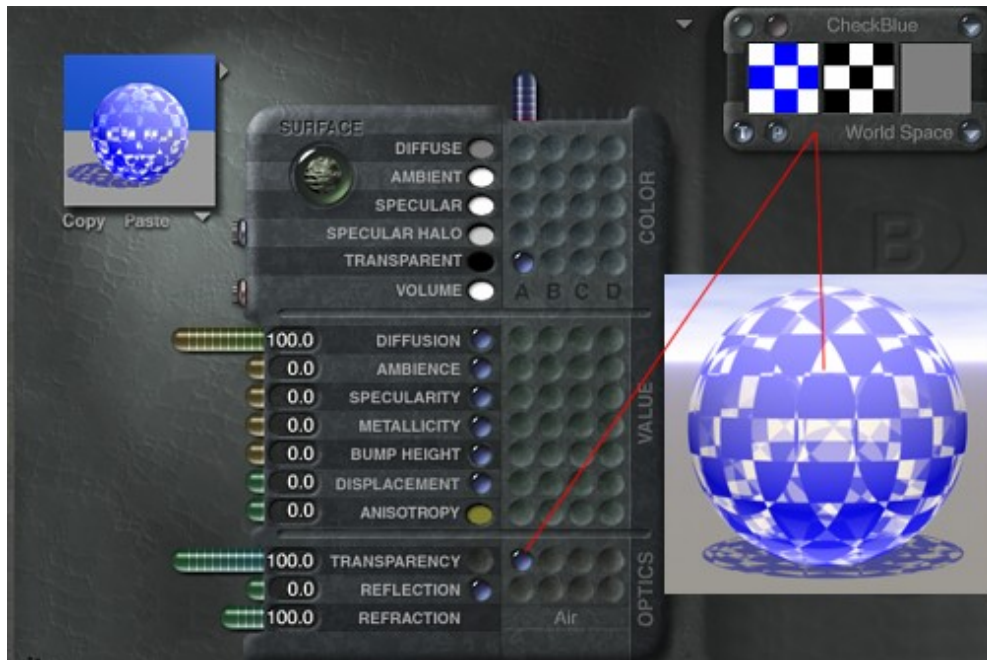 CheckBlue
World Space
Copy Paste
SURFACE
DIFFUSE
AMBIENT
SPECULAR
SPECULAR HALO
TRANSPARENT
VOLUME
A B C D
COLOR
100.0 DIFFUSION
0.0 AMBIENCE
0.0 SPECULARITY
0.0 METALLICITY
0.0 BUMP HEIGHT
0.0 DISPLACEMENT
0.0 ANISOTROPY
VALUE
100.0 TRANSPARENCY
0.0 REFLECTION
100.0 REFRACTION
Air
OPTICS
B